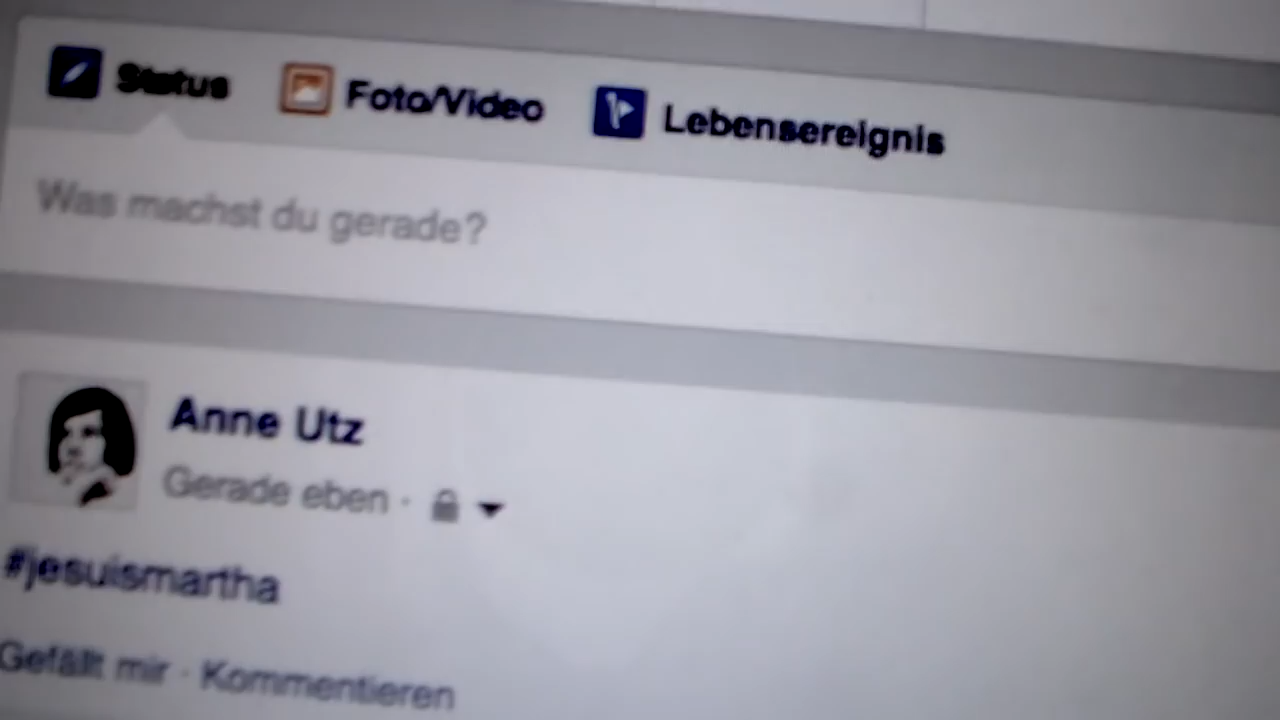 Status Foto/Video Lebensereignis
Was machst du gerade?
Anne Utz
Gerade eben ·
#jesuismartha
Gefällt mir · Kommentieren